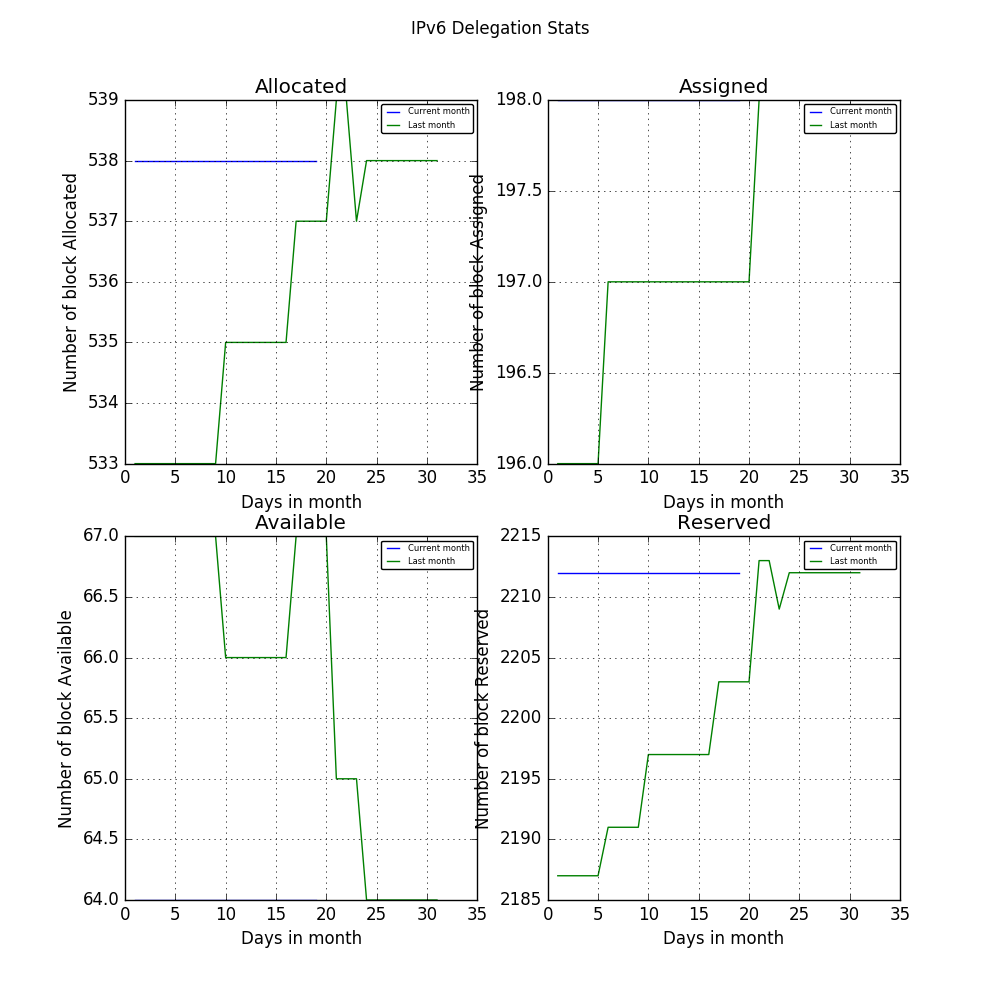 IPv6 Delegation Stats
Allocated
Number of block Allocated
539
538
537
536
535
534
533
0 5 10 15 20 25 30 35
Days in month
Current month
Last month
Assigned
Number of block Assigned
198.0
197.5
197.0
196.5
196.0
0 5 10 15 20 25 30 35
Days in month
Current month
Last month
Available
Number of block Available
67.0
66.5
66.0
65.5
65.0
64.5
64.0
0 5 10 15 20 25 30 35
Days in month
Current month
Last month
Reserved
Number of block Reserved
2215
2210
2205
2200
2195
2190
2185
0 5 10 15 20 25 30 35
Days in month
Current month
Last month